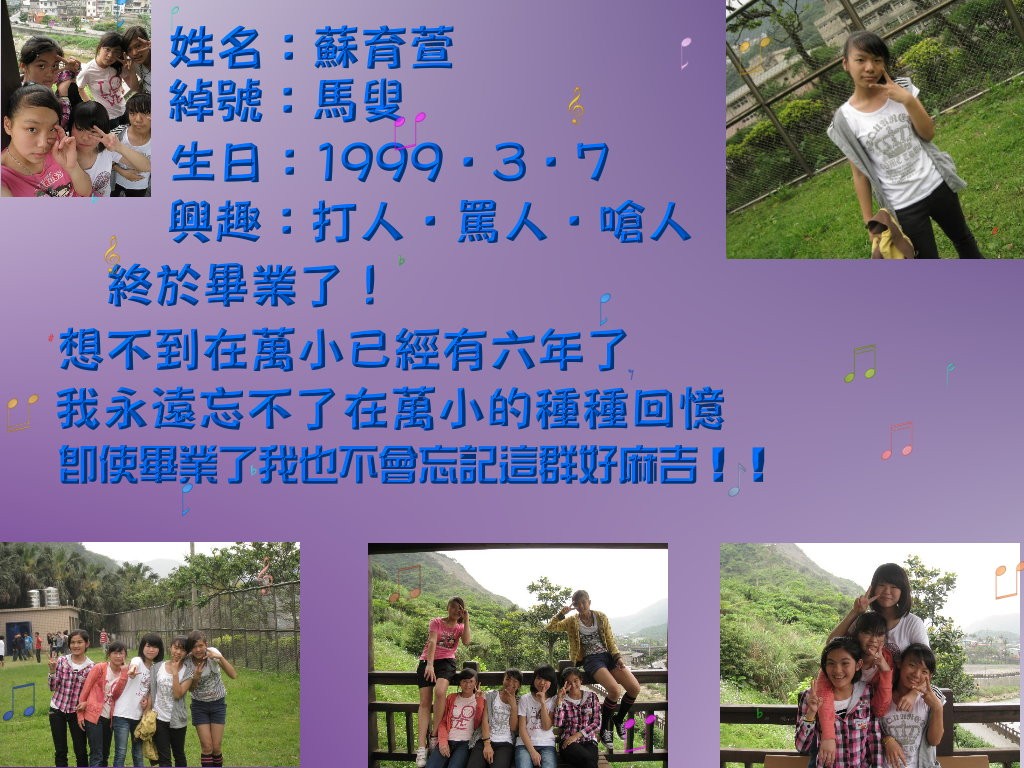 姓名：蘇育萱
綽號：馬叟
生日：1999．3．7
興趣：打人．罵人．嗆人
終於畢業了！
想不到在萬小已經有六年了
我永遠忘不了在萬小的種種回憶
即使畢業了我也不會忘記這群好麻吉！！